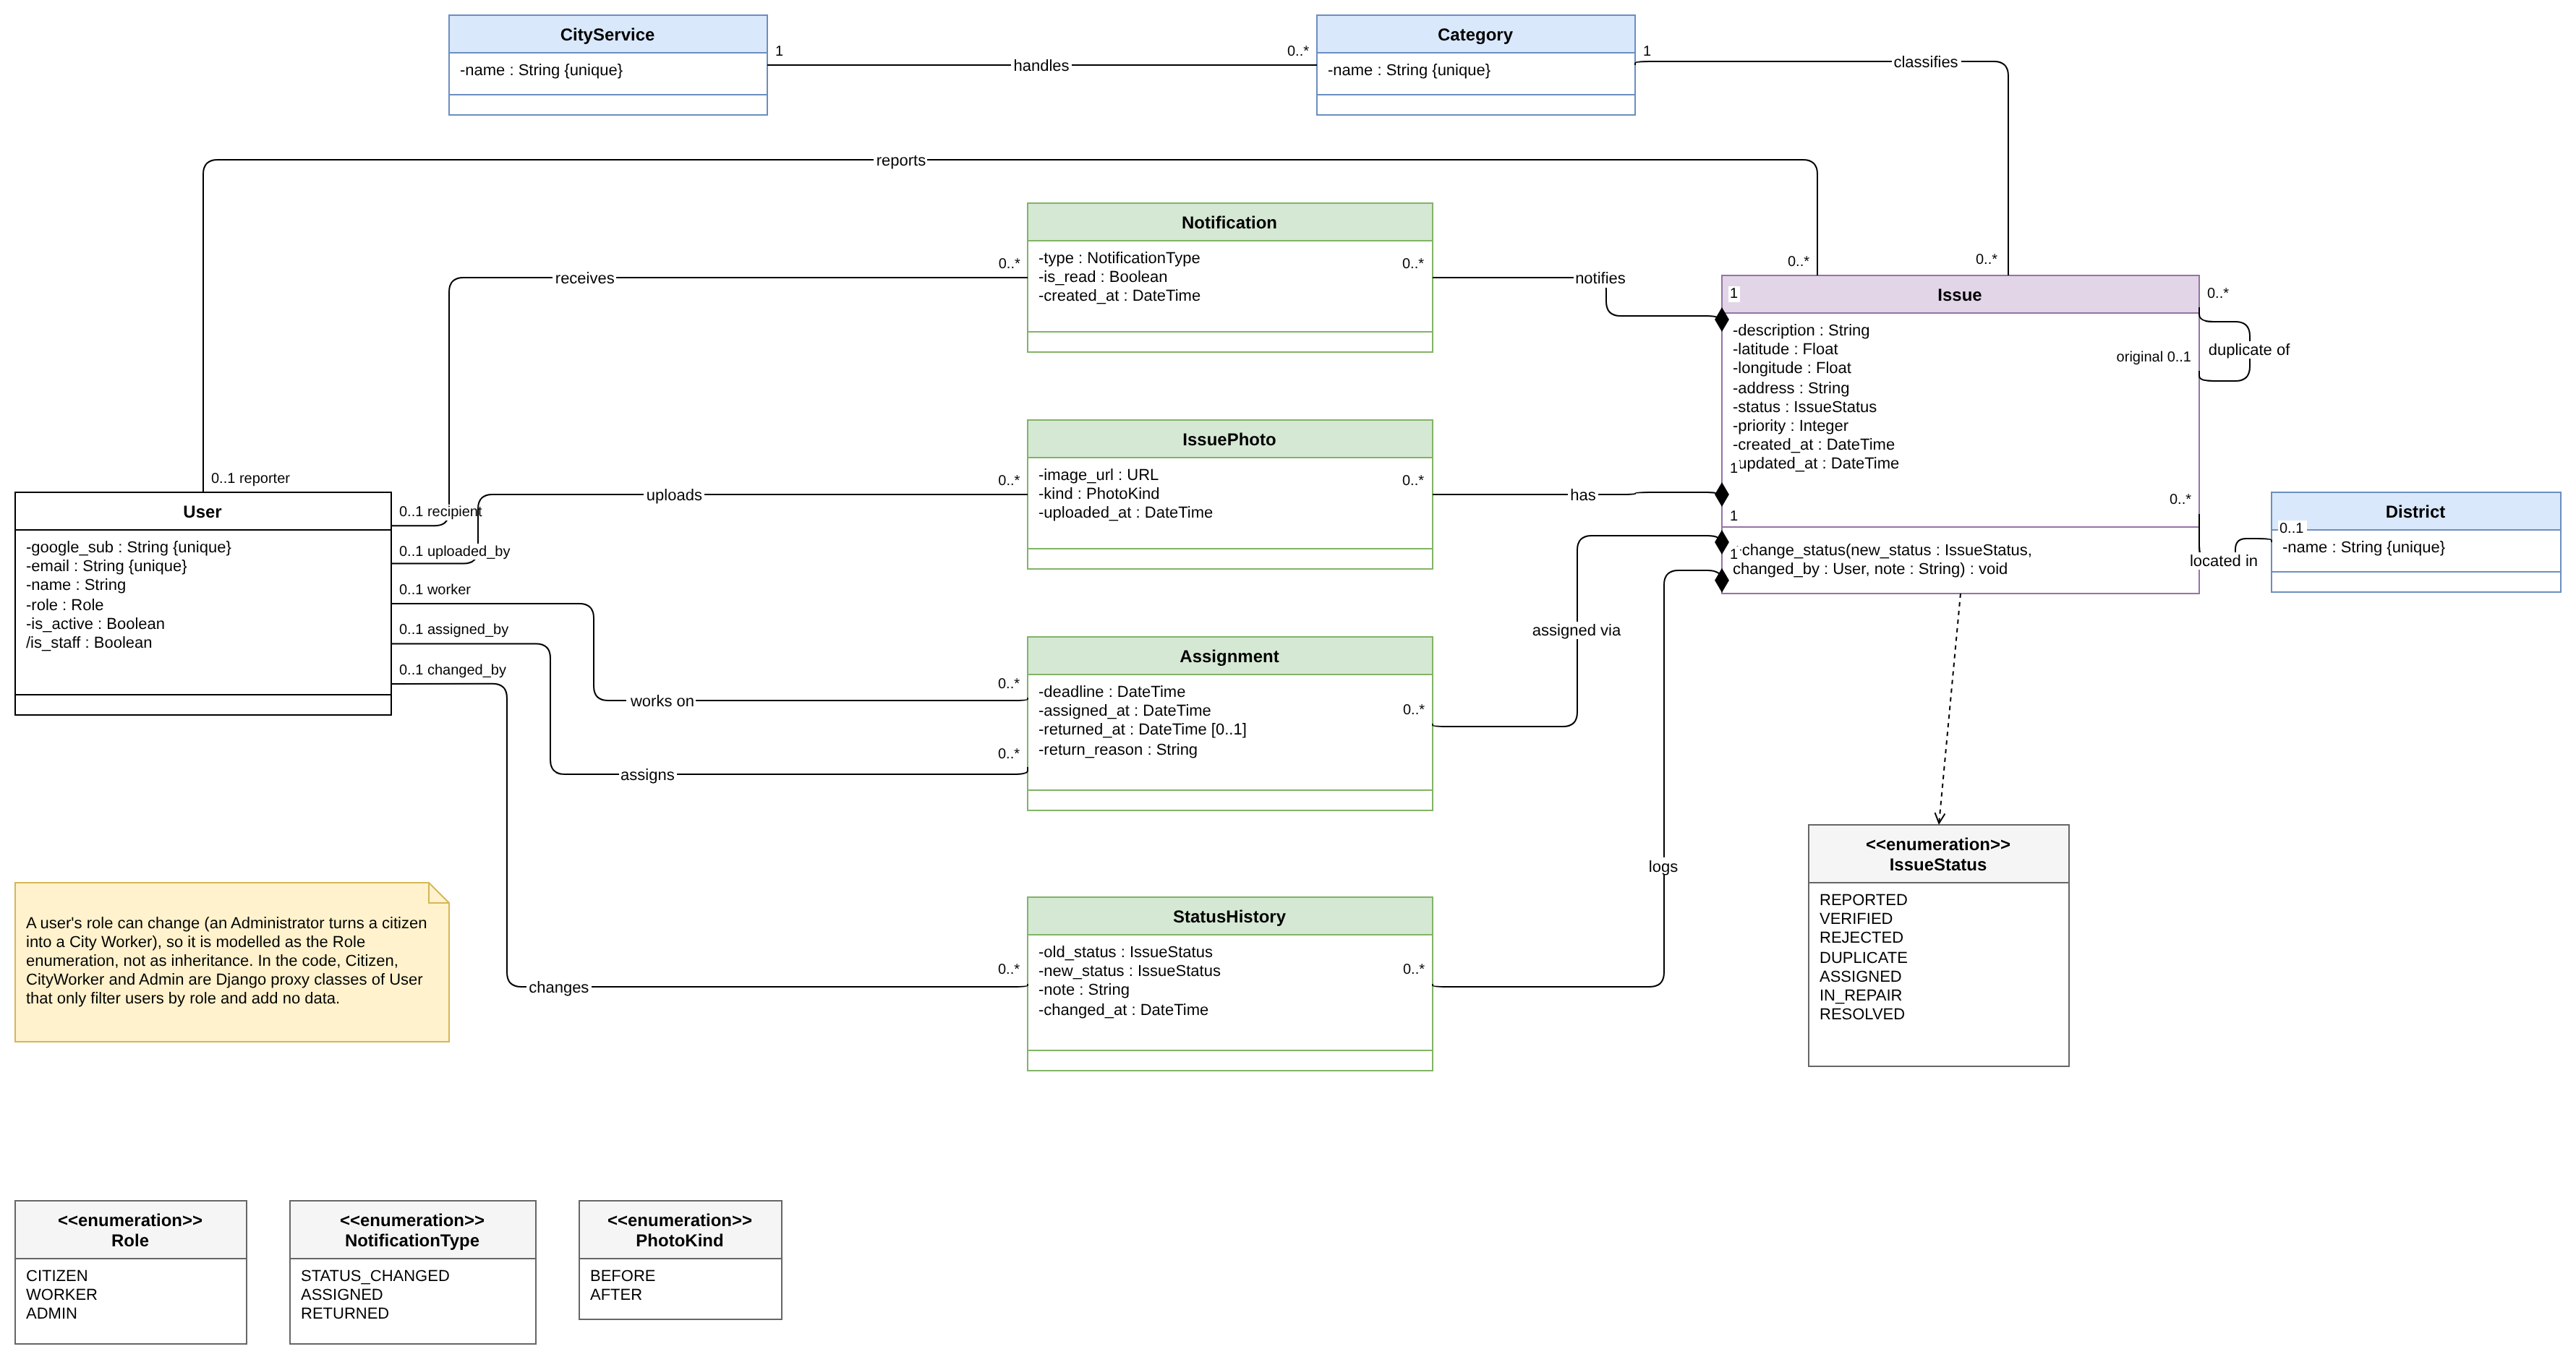 CityService
-name : String {unique}
1
handles
0..*
Category
-name : String {unique}
1
classifies
reports
Notification
-type : NotificationType
-is_read : Boolean
-created_at : DateTime
0..*
receives
0..*
notifies
0..*
0..*
1
Issue
-description : String
-latitude : Float
-longitude : Float
-address : String
-status : IssueStatus
-priority : Integer
-created_at : DateTime
updated_at : DateTime
0..*
duplicate of
original 0..1
1
IssuePhoto
-image_url : URL
-kind : PhotoKind
-uploaded_at : DateTime
uploads
0..*
0..*
has
0..1 reporter
User
-google_sub : String {unique}
-email : String {unique}
-name : String
-role : Role
-is_active : Boolean
/is_staff : Boolean
0..1 recipient
0..1 uploaded_by
0..1 worker
0..1 assigned_by
0..1 changed_by
1
1
change_status(new_status : IssueStatus,
changed_by : User, note : String) : void
0..*
located in
0..1
District
-name : String {unique}
assigned via
Assignment
-deadline : DateTime
-assigned_at : DateTime
-returned_at : DateTime [0..1]
-return_reason : String
0..*
works on
0..*
0..*
assigns
logs
<<enumeration>>
IssueStatus
REPORTED
VERIFIED
REJECTED
DUPLICATE
ASSIGNED
IN_REPAIR
RESOLVED
A user's role can change (an Administrator turns a citizen
into a City Worker), so it is modelled as the Role
enumeration, not as inheritance. In the code, Citizen,
CityWorker and Admin are Django proxy classes of User
that only filter users by role and add no data.
StatusHistory
-old_status : IssueStatus
-new_status : IssueStatus
-note : String
-changed_at : DateTime
0..*
0..*
changes
<<enumeration>>
Role
CITIZEN
WORKER
ADMIN
<<enumeration>>
NotificationType
STATUS_CHANGED
ASSIGNED
RETURNED
<<enumeration>>
PhotoKind
BEFORE
AFTER